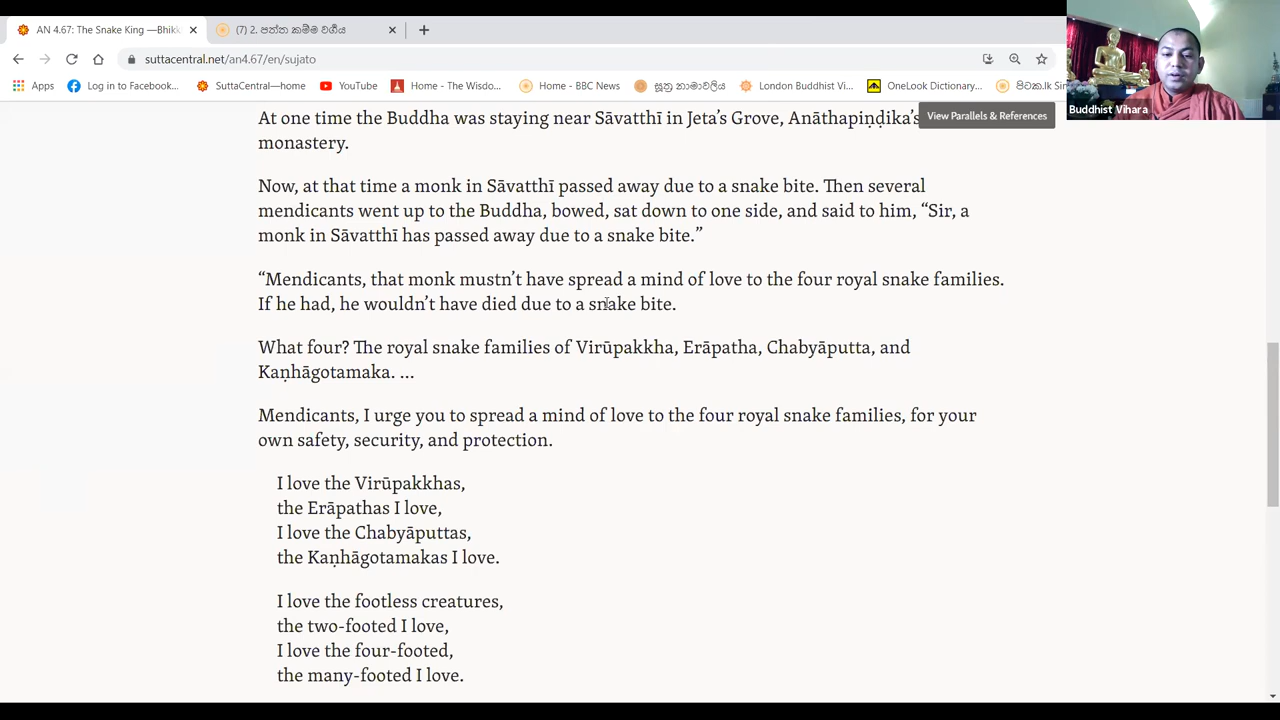 AN 4.67: The Snake King —Bhik
(7) 2. පත්ත කම්ම වර්ගය
suttacentral.net/an4.67/en/sujato
Apps
Log in to Facebook...
SuttaCentral—home
YouTube
Home - The Wisdo...
Home - BBC News
සූත්‍ර නාමාවලිය
London Buddhist Vi...
OneLook Dictionary...
පිටක.lk
Buddhist Vihara
View Parallels & References
At one time the Buddha was staying near Sāvatthī in Jeta’s Grove, Anāthapiṇḍika’s
monastery.
Now, at that time a monk in Sāvatthī passed away due to a snake bite. Then several
mendicants went up to the Buddha, bowed, sat down to one side, and said to him, “Sir, a
monk in Sāvatthī has passed away due to a snake bite.”
“Mendicants, that monk mustn’t have spread a mind of love to the four royal snake families.
If he had, he wouldn’t have died due to a snake bite.
What four? The royal snake families of Virūpakkha, Erāpatha, Chabyāputta, and
Kaṇhāgotamaka. ...
Mendicants, I urge you to spread a mind of love to the four royal snake families, for your
own safety, security, and protection.
I love the Virūpakkhas,
the Erāpathas I love,
I love the Chabyāputtas,
the Kaṇhāgotamakas I love.
I love the footless creatures,
the two-footed I love,
I love the four-footed,
the many-footed I love.